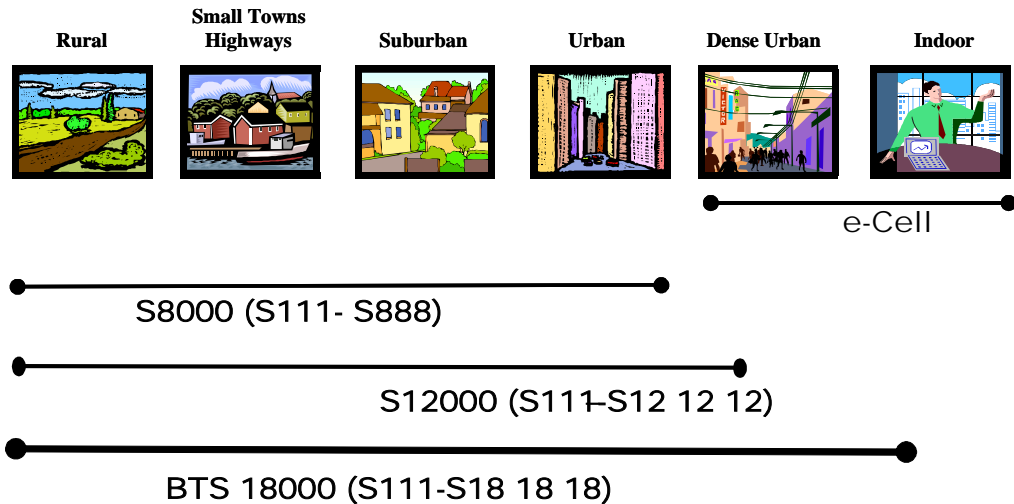 Rural
Small Towns
Highways
Suburban
Urban
Dense Urban
Indoor
e-Cell
S8000 (S111- S888)
S12000 (S111–S12 12 12)
BTS 18000 (S111-S18 18 18)